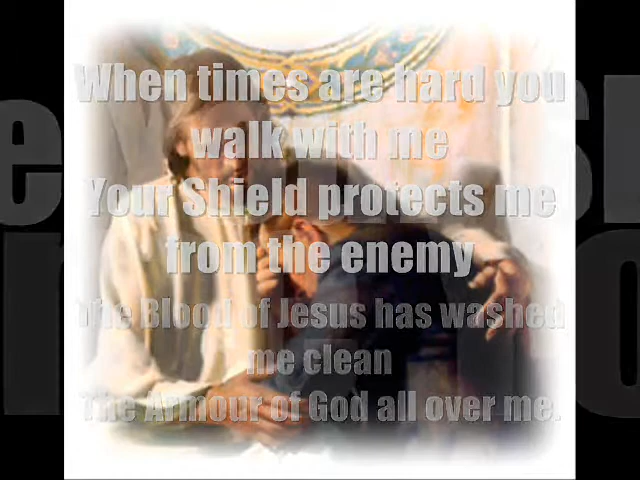 When times are hard you
walk with me
Your Shield protects me
from the enemy
The Blood of Jesus has washed
me clean
The Armour of God all over me.